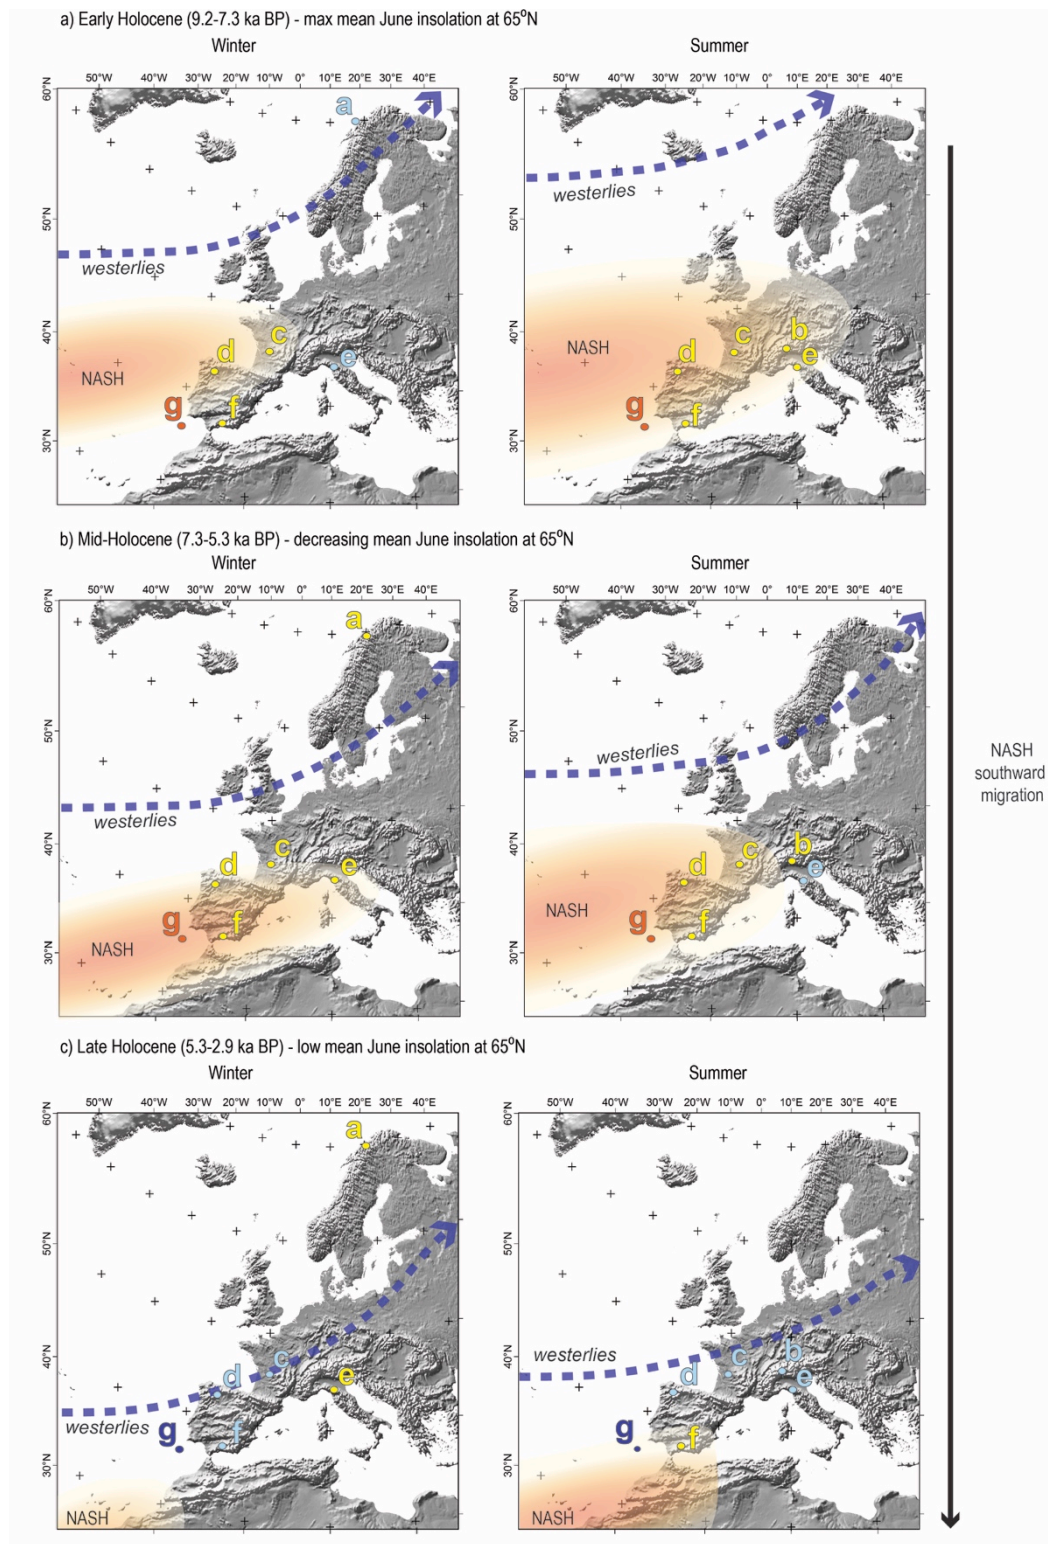 a) Early Holocene (9.2-7.3 ka BP) - max mean June insolation at 65ºN
Winter
Summer
50°W 40°W 30°W 20°W 10°W 0° 10°E 20°E 30°E 40°E
50°W 40°W 30°W 20°W 10°W 0° 10°E 20°E 30°E 40°E
60°N
50°N
40°N
30°N
a
westerlies
c
d
e
NASH
g
f
60°N
50°N
40°N
30°N
westerlies
b
c
d
e
NASH
g
f
b) Mid-Holocene (7.3-5.3 ka BP) - decreasing mean June insolation at 65ºN
Winter
Summer
50°W 40°W 30°W 20°W 10°W 0° 10°E 20°E 30°E 40°E
50°W 40°W 30°W 20°W 10°W 0° 10°E 20°E 30°E 40°E
60°N
50°N
40°N
30°N
a
westerlies
c
d
e
g
f
NASH
60°N
50°N
40°N
30°N
westerlies
b
c
d
e
NASH
g
f
NASH
southward
migration
c) Late Holocene (5.3-2.9 ka BP) - low mean June insolation at 65ºN
Winter
Summer
50°W 40°W 30°W 20°W 10°W 0° 10°E 20°E 30°E 40°E
50°W 40°W 30°W 20°W 10°W 0° 10°E 20°E 30°E 40°E
60°N
50°N
40°N
30°N
a
c
d
e
westerlies
g
f
NASH
60°N
50°N
40°N
30°N
westerlies
b
c
d
e
g
f
NASH